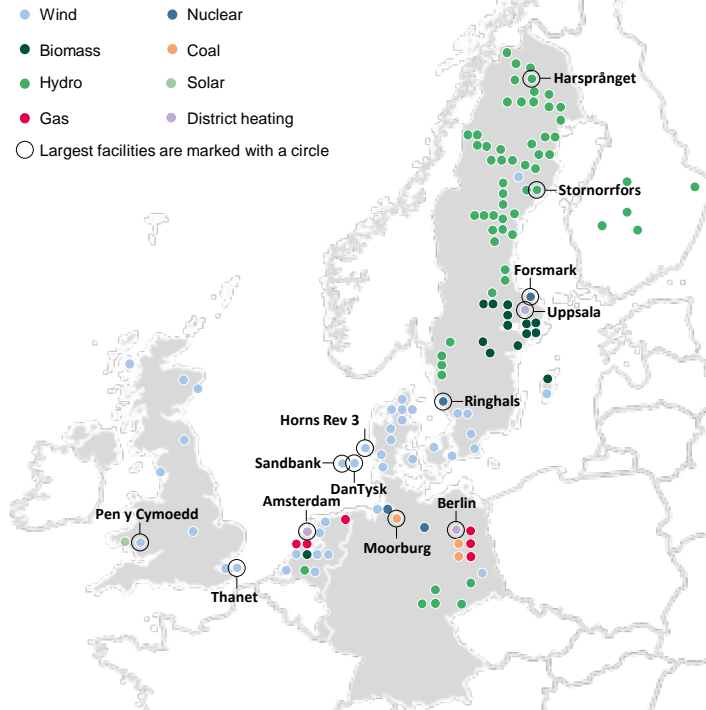 Wind
Nuclear
Biomass
Coal
Hydro
Solar
Gas
District heating
Largest facilities are marked with a circle
Harsprånget
Stornorrfors
Forsmark
Uppsala
Ringhals
Horns Rev 3
Sandbank
DanTysk
Amsterdam
Berlin
Pen y Cymoedd
Moorburg
Thanet